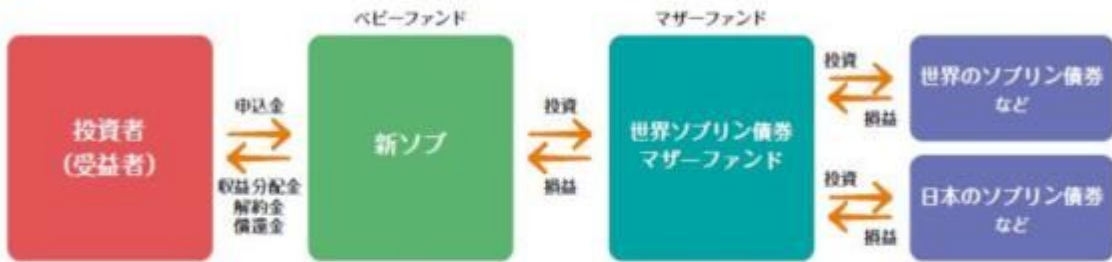 ベビーファンド
マザーファンド
投資者
(受益者)
申込金
収益分配金
解約金
償還金
新ソブ
投資
損益
世界ソブリン債券
マザーファンド
投資
損益
世界のソブリン債券
など
投資
損益
日本のソブリン債券
など